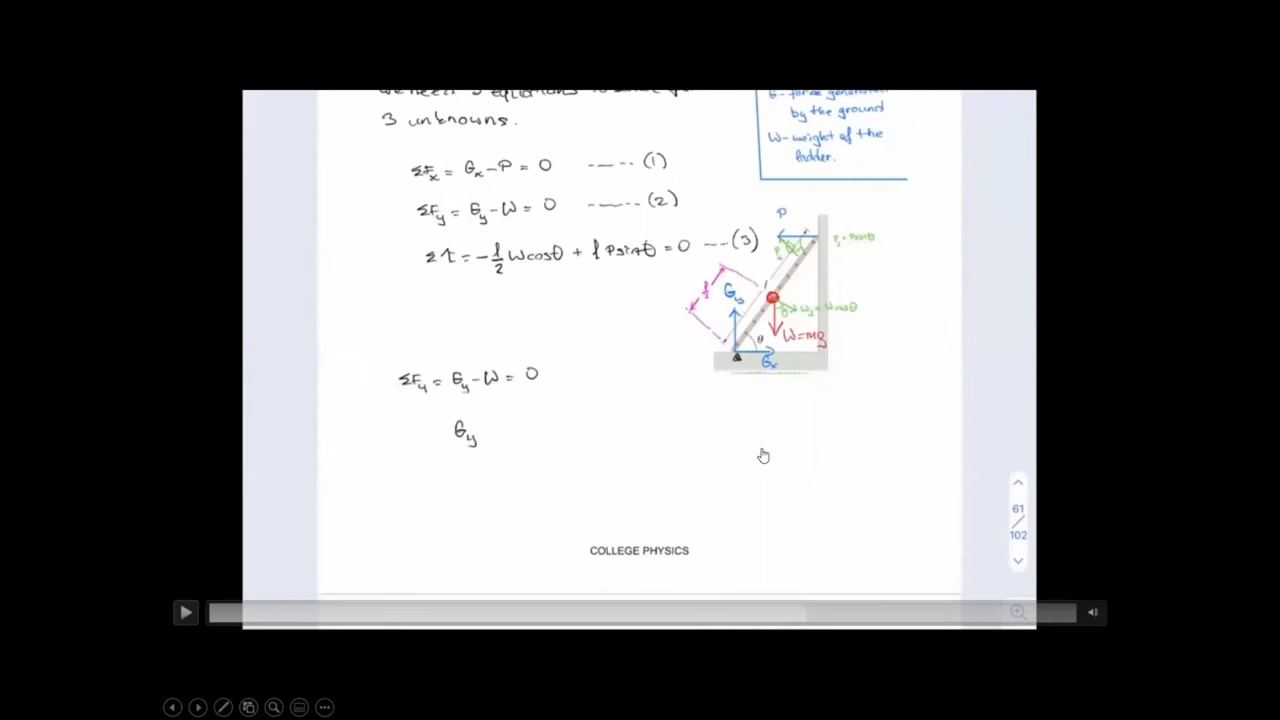 3 unknowns.
ΣFx = Gx - P = 0 ------ (1)
ΣFy = Gy - W = 0 ------- (2)
Στ = - l/2 W cosθ + l P sinθ = 0 --- (3)
ΣFy = Gy - W = 0
Gy
by the ground
W - weight of the
ladder.
P
l/2
Gy
W = mg
θ
Gx
COLLEGE PHYSICS
61
/
102